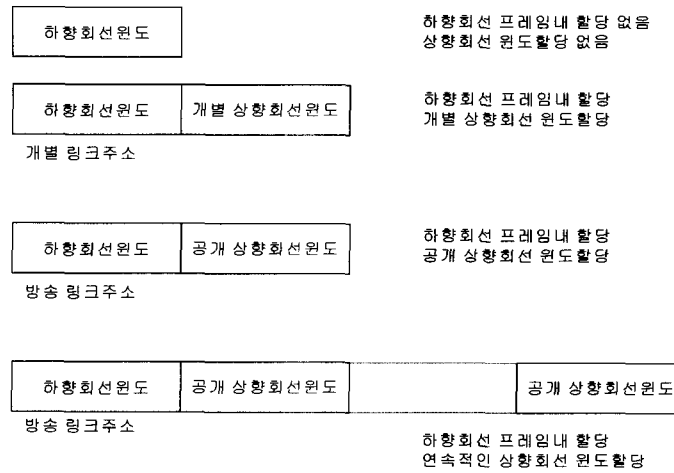 하향회선윈도
하향회선 프레임내 할당 없음
상향회선 윈도할당 없음
하향회선윈도
개별 상향회선윈도
하향회선 프레임내 할당
개별 상향회선 윈도할당
개별 링크주소
하향회선윈도
공개 상향회선윈도
하향회선 프레임내 할당
공개 상향회선 윈도할당
방송 링크주소
하향회선윈도
공개 상향회선윈도
공개 상향회선윈도
방송 링크주소
하향회선 프레임내 할당
연속적인 상향회선 윈도할당